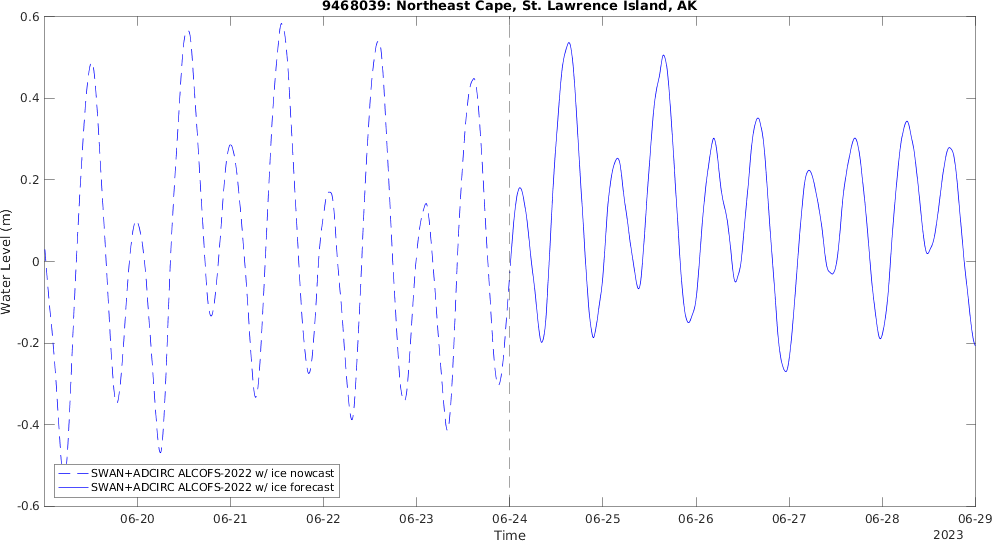 9468039: Northeast Cape, St. Lawrence Island, AK
0.6
0.4
0.2
0
-0.2
-0.4
-0.6
Water Level (m)
SWAN+ADCIRC ALCOFS-2022 w/ ice nowcast
SWAN+ADCIRC ALCOFS-2022 w/ ice forecast
06-20 06-21 06-22 06-23 06-24 06-25 06-26 06-27 06-28 06-29
Time
2023